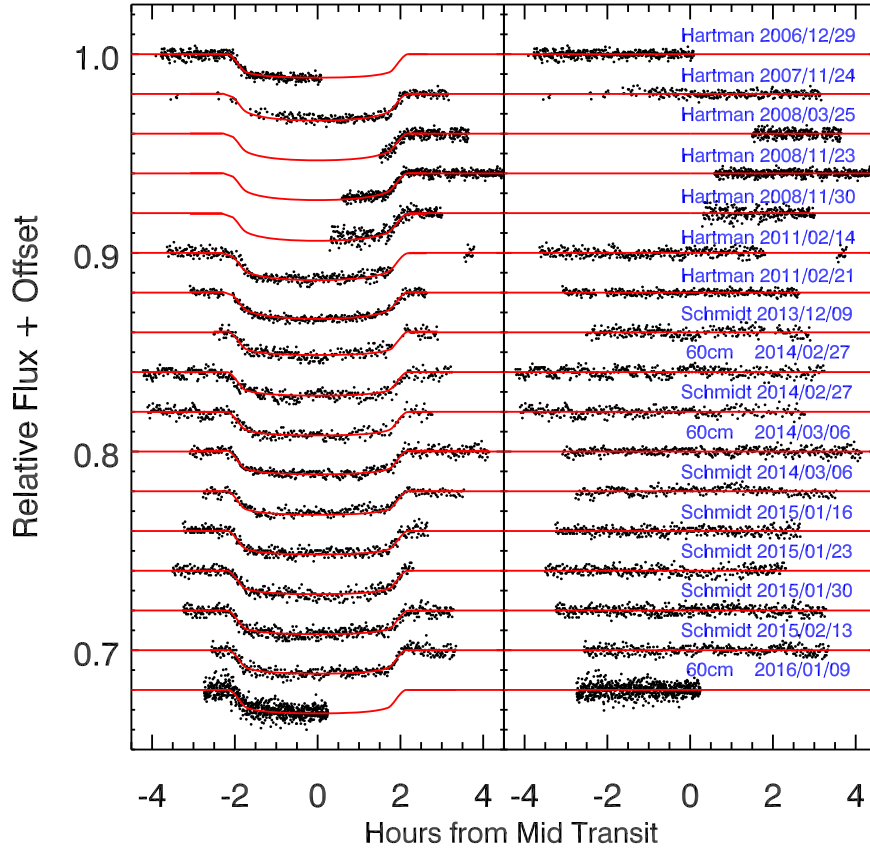 Hartman 2006/12/29
Hartman 2007/11/24
Hartman 2008/03/25
Hartman 2008/11/23
Hartman 2008/11/30
Hartman 2011/02/14
Hartman 2011/02/21
Schmidt 2013/12/09
60cm 2014/02/27
Schmidt 2014/02/27
60cm 2014/03/06
Schmidt 2014/03/06
Schmidt 2015/01/16
Schmidt 2015/01/23
Schmidt 2015/01/30
Schmidt 2015/02/13
60cm 2016/01/09
1.0
0.9
0.8
0.7
Relative Flux + Offset
-4 -2 0 2 4 -4 -2 0 2 4
Hours from Mid Transit